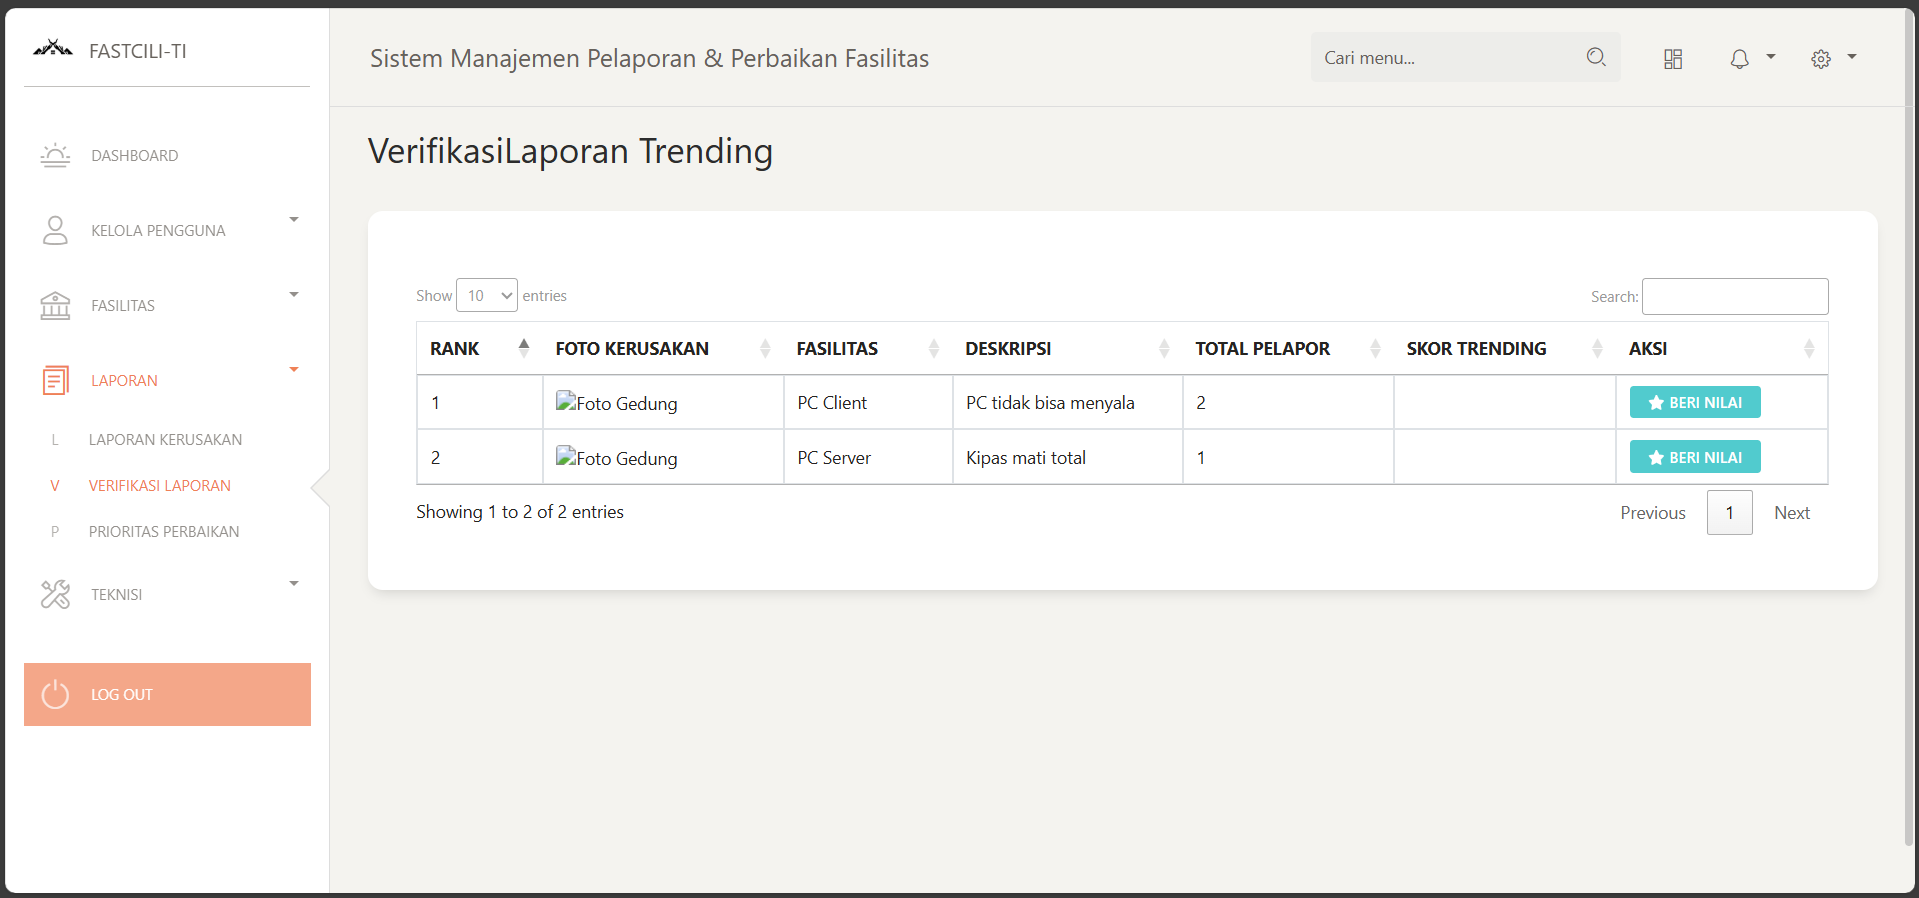 FASTCILI-TI
DASHBOARD
KELOLA PENGGUNA
FASILITAS
LAPORAN
L LAPORAN KERUSAKAN
V VERIFIKASI LAPORAN
P PRIORITAS PERBAIKAN
TEKNISI
LOG OUT
Sistem Manajemen Pelaporan & Perbaikan Fasilitas
Cari menu...
VerifikasiLaporan Trending
Show 10 entries
Search:
RANK FOTO KERUSAKAN FASILITAS DESKRIPSI TOTAL PELAPOR SKOR TRENDING AKSI
1 Foto Gedung PC Client PC tidak bisa menyala 2 BERI NILAI
2 Foto Gedung PC Server Kipas mati total 1 BERI NILAI
Showing 1 to 2 of 2 entries
Previous 1 Next